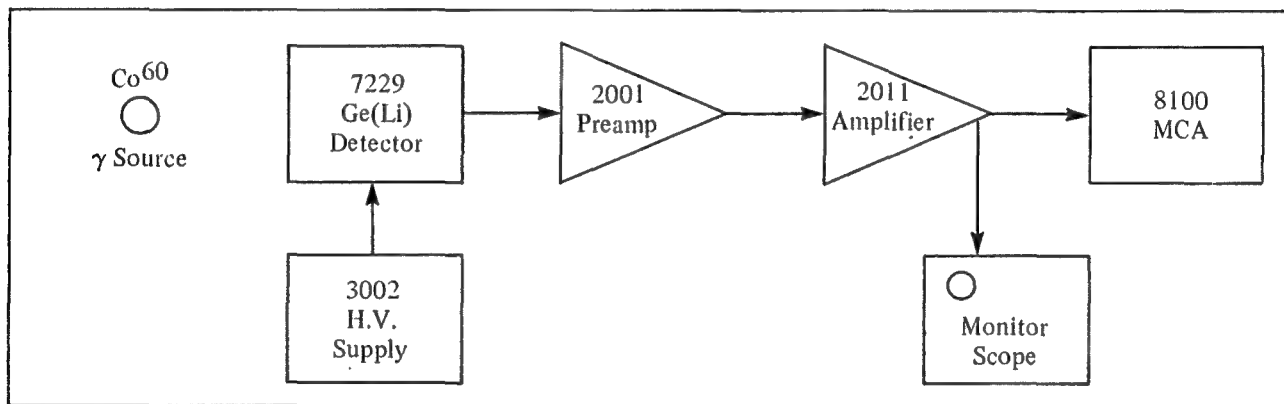 Co60
γ Source
7229
Ge(Li)
Detector
2001
Preamp
2011
Amplifier
8100
MCA
3002
H.V.
Supply
Monitor
Scope